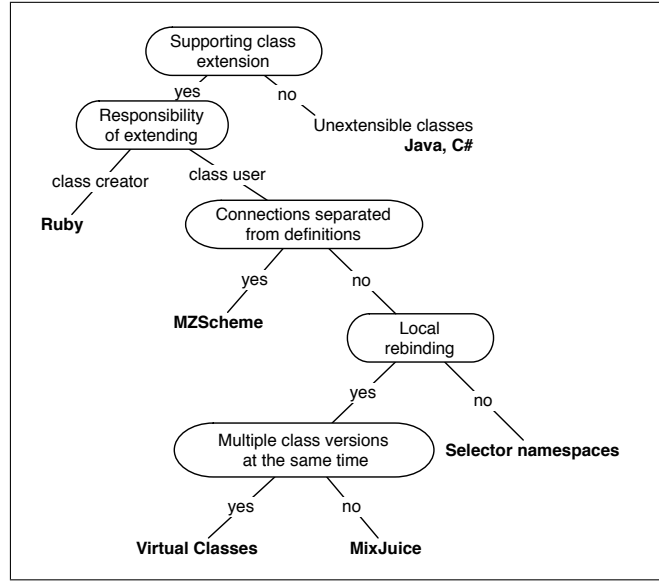 Supporting class
extension
yes
no
Responsibility
of extending
Unextensible classes
Java, C#
class creator
class user
Ruby
Connections separated
from definitions
yes
no
MZScheme
Local
rebinding
yes
no
Multiple class versions
at the same time
Selector namespaces
yes
no
Virtual Classes
MixJuice